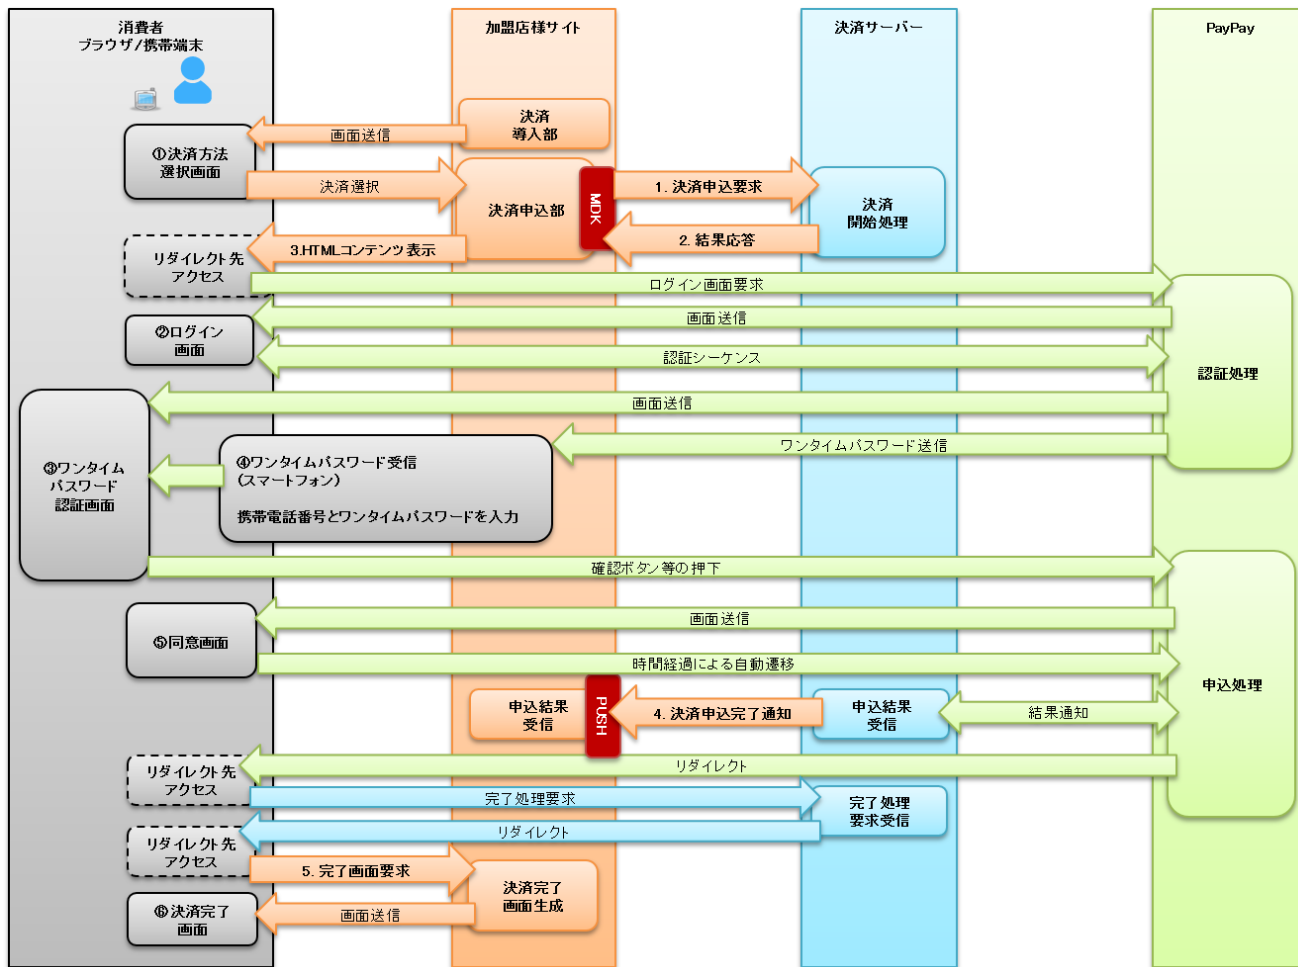 消費者
ブラウザ/携帯端末
加盟店様サイト
決済サーバー
PayPay
決済
導入部
画面送信
①決済方法
選択画面
決済選択
決済申込部
MDK
1. 決済申込要求
決済
開始処理
2. 結果応答
3.HTMLコンテンツ表示
リダイレクト先
アクセス
ログイン画面要求
画面送信
②ログイン
画面
認証シーケンス
認証処理
画面送信
ワンタイムパスワード送信
③ワンタイム
パスワード
認証画面
④ワンタイムパスワード受信
(スマートフォン)
携帯電話番号とワンタイムパスワードを入力
確認ボタン等の押下
画面送信
⑤同意画面
時間経過による自動遷移
申込処理
申込結果
受信
PUSH
4. 決済申込完了通知
申込結果
受信
結果通知
リダイレクト
リダイレクト先
アクセス
完了処理要求
完了処理
要求受信
リダイレクト
リダイレクト先
アクセス
5. 完了画面要求
決済完了
画面生成
⑥決済完了
画面
画面送信